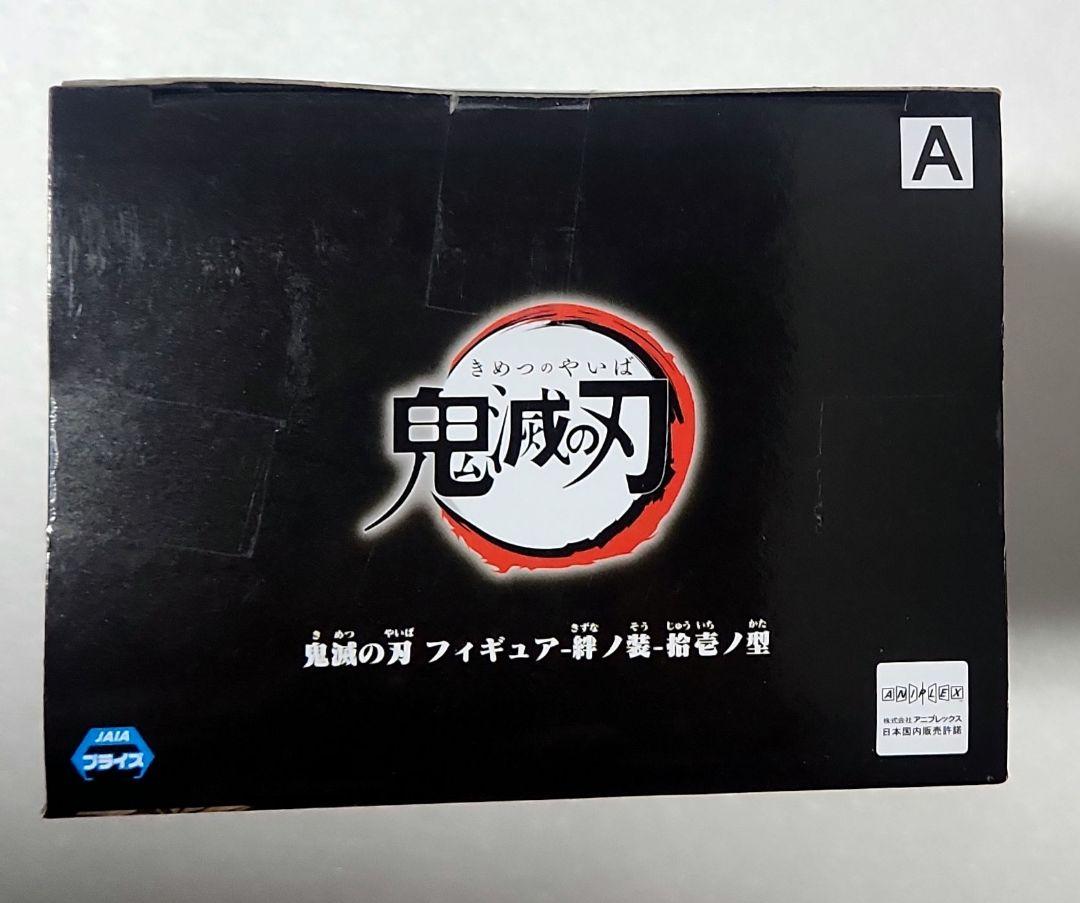 A
きめつのやいば
鬼滅の刃
き めつ やいば きずな そう じゅう いち かた
鬼滅の刃 フィギュア-絆ノ装-拾壱ノ型
ANIPLEX
株式会社 アニプレックス
日本国内販売許諾
JAIA
プライズ